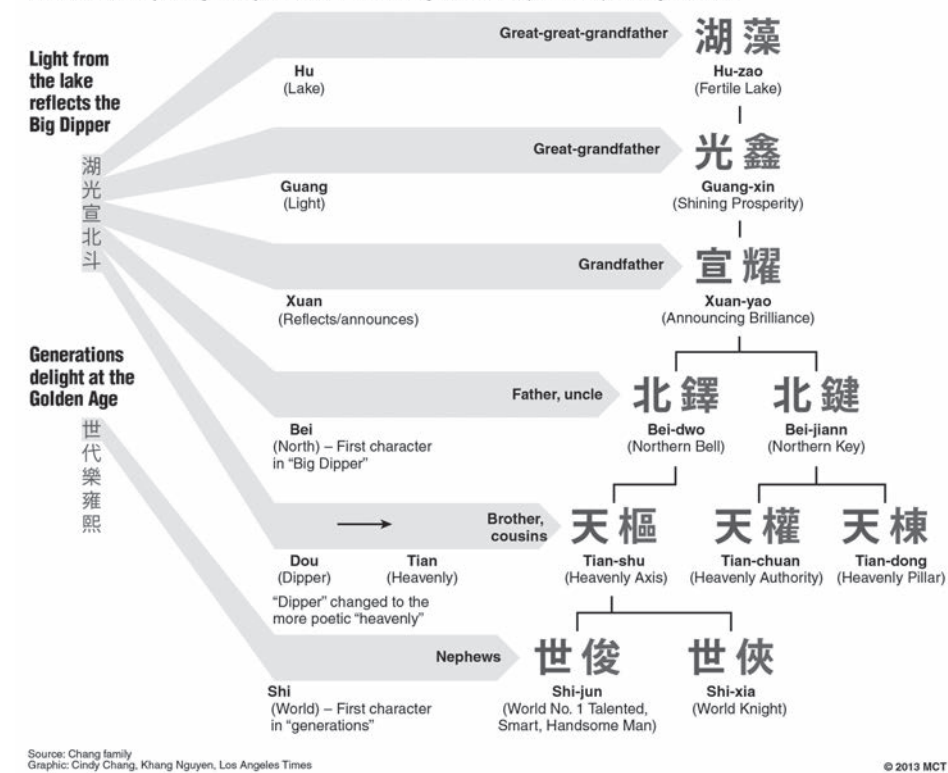 Light from
the lake
reflects the
Big Dipper
湖
光
宣
北
斗
Great-great-grandfather
湖藻
Hu
(Lake)
Hu-zao
(Fertile Lake)
Great-grandfather
光鑫
Guang
(Light)
Guang-xin
(Shining Prosperity)
Grandfather
宣耀
Xuan
(Reflects/announces)
Xuan-yao
(Announcing Brilliance)
Generations
delight at the
Golden Age
世
代
樂
雍
熙
Father, uncle
北鐸
北鍵
Bei
(North) – First character
in “Big Dipper”
Bei-dwo
(Northern Bell)
Bei-jiann
(Northern Key)
Brother,
cousins
天樞
天權
天棟
Dou
(Dipper)
Tian
(Heavenly)
“Dipper” changed to the
more poetic “heavenly”
Tian-shu
(Heavenly Axis)
Tian-chuan
(Heavenly Authority)
Tian-dong
(Heavenly Pillar)
Nephews
世俊
世俠
Shi
(World) – First character
in “generations”
Shi-jun
(World No. 1 Talented,
Smart, Handsome Man)
Shi-xia
(World Knight)
Source: Chang family
Graphic: Cindy Chang, Khang Nguyen, Los Angeles Times
© 2013 MCT